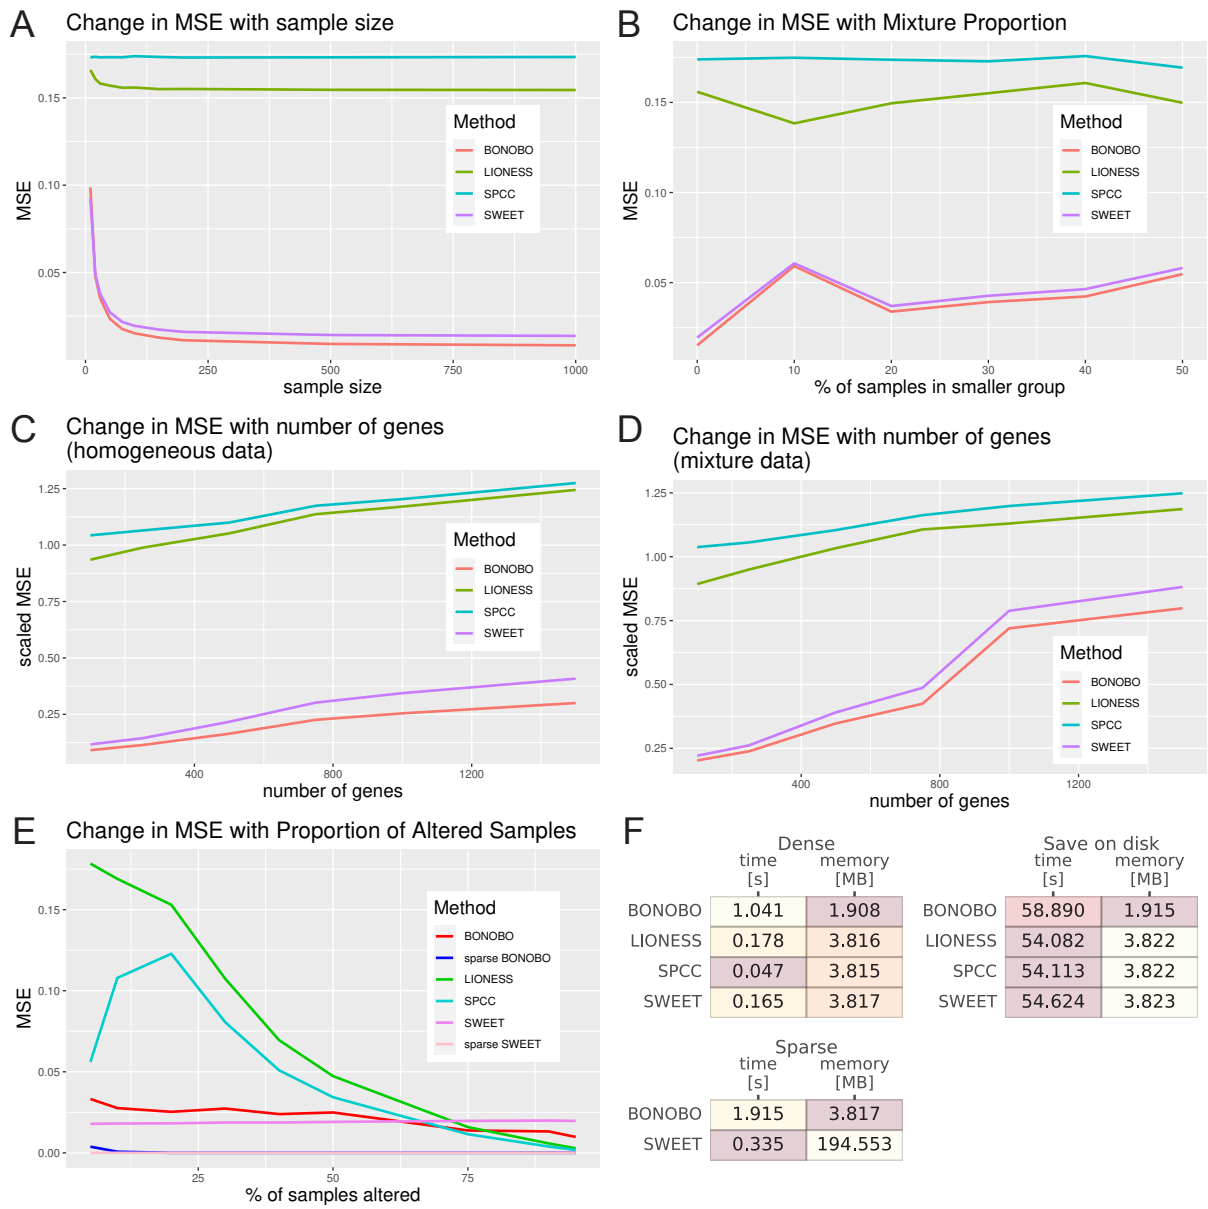 A
Change in MSE with sample size
0.15
0.10
0.05
MSE
0
250
500
750
1000
sample size
Method
BONOBO
LIONESS
SPCC
SWEET
B
Change in MSE with Mixture Proportion
0.15
0.10
0.05
MSE
0
10
20
30
40
50
% of samples in smaller group
Method
BONOBO
LIONESS
SPCC
SWEET
C
Change in MSE with number of genes
(homogeneous data)
1.25
1.00
0.75
0.50
0.25
scaled MSE
400
800
1200
number of genes
Method
BONOBO
LIONESS
SPCC
SWEET
D
Change in MSE with number of genes
(mixture data)
1.25
1.00
0.75
0.50
0.25
scaled MSE
400
800
1200
number of genes
Method
BONOBO
LIONESS
SPCC
SWEET
E
Change in MSE with Proportion of Altered Samples
0.15
0.10
0.05
0.00
MSE
25
50
75
% of samples altered
Method
BONOBO
sparse BONOBO
LIONESS
SPCC
SWEET
sparse SWEET
F
Dense
time memory
[s] [MB]
BONOBO 1.041 1.908
LIONESS 0.178 3.816
SPCC 0.047 3.815
SWEET 0.165 3.817
Save on disk
time memory
[s] [MB]
BONOBO 58.890 1.915
LIONESS 54.082 3.822
SPCC 54.113 3.822
SWEET 54.624 3.823
Sparse
time memory
[s] [MB]
BONOBO 1.915 3.817
SWEET 0.335 194.553